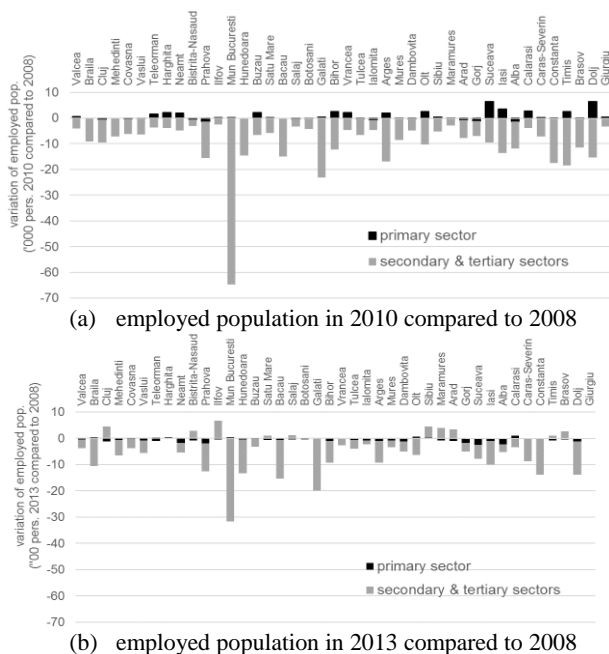 Valcea
Braila
Cluj
Mehedinti
Covasna
Vaslui
Teleorman
Harghita
Neamt
Bistrita-Nasaud
Prahova
Ilfov
Mun Bucuresti
Hunedoara
Buzau
Satu Mare
Bacau
Salaj
Botosani
Galati
Bihor
Vrancea
Tulcea
Ialomita
Arges
Mures
Dambovita
Olt
Sibiu
Maramures
Arad
Gorj
Suceava
Iasi
Alba
Calarasi
Caras-Severin
Constanta
Timis
Brasov
Dolj
Giurgiu
variation of employed pop.
('000 pers. 2010 compared to 2008)
10
0
-10
-20
-30
-40
-50
-60
-70
primary sector
secondary & tertiary sectors
(a) employed population in 2010 compared to 2008
Valcea
Braila
Cluj
Mehedinti
Covasna
Vaslui
Teleorman
Harghita
Neamt
Bistrita-Nasaud
Prahova
Ilfov
Mun Bucuresti
Hunedoara
Buzau
Satu Mare
Bacau
Salaj
Botosani
Galati
Bihor
Vrancea
Tulcea
Ialomita
Arges
Mures
Dambovita
Olt
Sibiu
Maramures
Arad
Gorj
Suceava
Iasi
Alba
Calarasi
Caras-Severin
Constanta
Timis
Brasov
Dolj
Giurgiu
variation of employed pop.
("00 pers. 2013 compared to 2008)
10
0
-10
-20
-30
-40
-50
-60
-70
primary sector
secondary & tertiary sectors
(b) employed population in 2013 compared to 2008